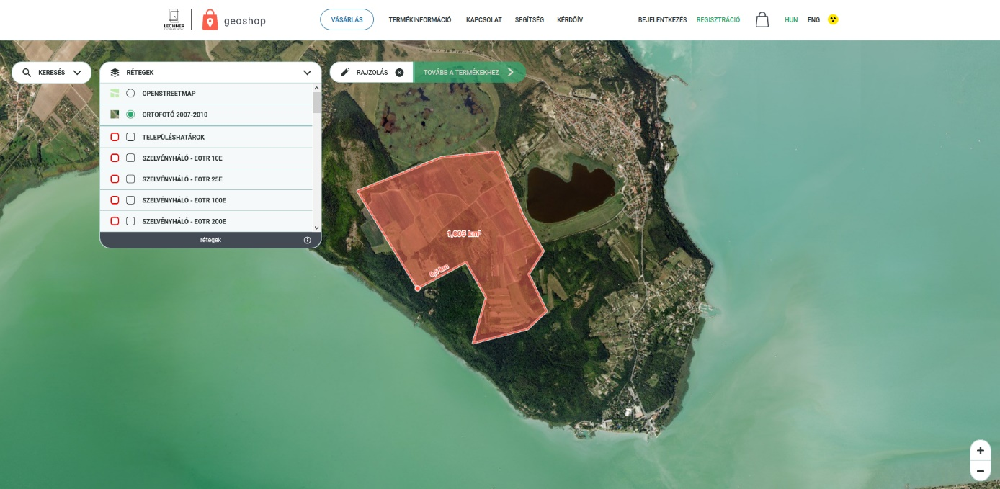 LECHNER
geoshop
VÁSÁRLÁS
TERMÉKINFORMÁCIÓ
KAPCSOLAT
SEGÍTSÉG
KÉRDŐÍV
BEJELENTKEZÉS
REGISZTRÁCIÓ
HUN
ENG
KERESÉS
RÉTEGEK
RAJZOLÁS
TOVÁBB A TERMÉKEKHEZ
OPENSTREETMAP
ORTOFOTÓ 2007-2010
TELEPÜLÉSHATÁROK
SZELVÉNYHÁLÓ - EOTR 10E
SZELVÉNYHÁLÓ - EOTR 25E
SZELVÉNYHÁLÓ - EOTR 100E
SZELVÉNYHÁLÓ - EOTR 200E
rétegek
1,605 km²
0,5 km